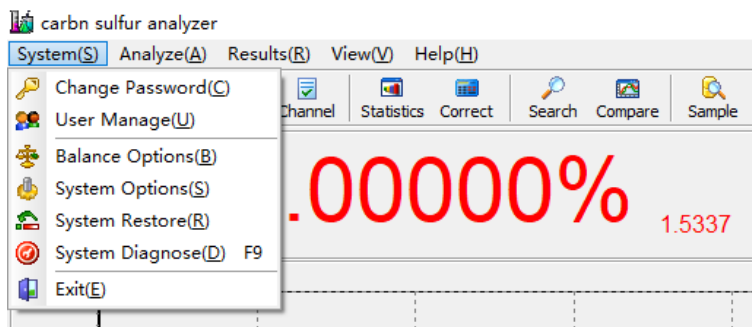 carbn sulfur analyzer
System(S) Analyze(A) Results(R) View(V) Help(H)
Change Password(C)
User Manage(U)
Balance Options(B)
System Options(S)
System Restore(R)
System Diagnose(D) F9
Exit(E)
Channel Statistics Correct Search Compare Sample
.00000%
1.5337